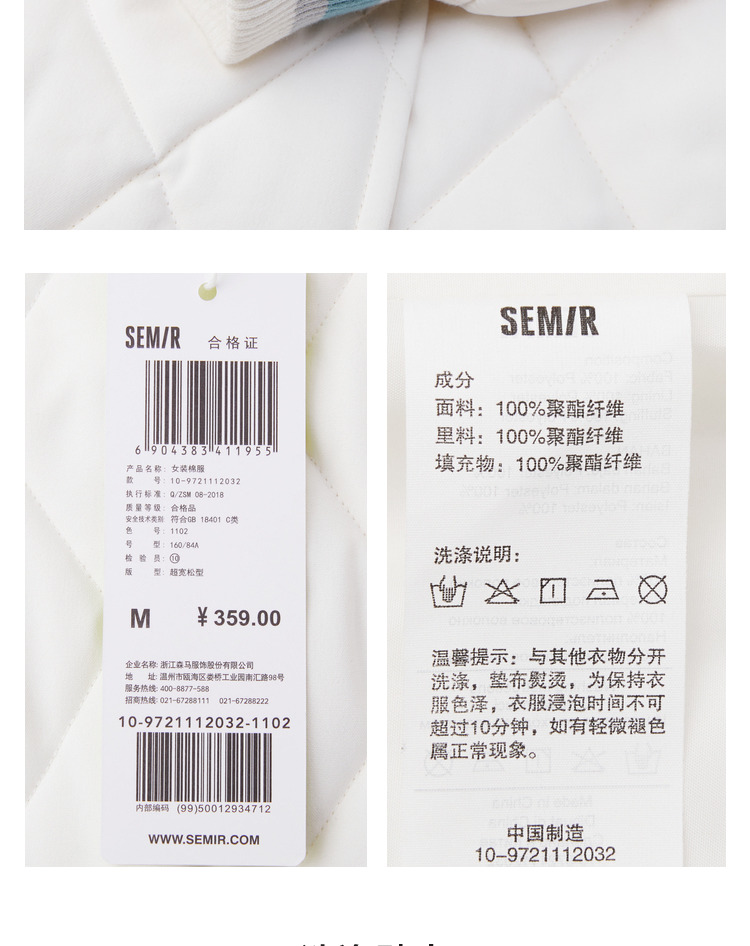 SEMIR 合格证
6 904383 411955
产品名称: 女装棉服
款 号: 10-9721112032
执行标准: Q/ZSM 08-2018
质量等级: 合格品
安全技术类别: 符合GB 18401 C类
色 号: 1102
号 型: 160/84A
检 验 员: ⑩
版 型: 超宽松型
M ¥359.00
企业名称: 浙江森马服饰股份有限公司
地 址: 温州市瓯海区娄桥工业园南汇路98号
服务热线: 400-8877-588
招商热线: 021-67288111 021-67288222
10-9721112032-1102
内部编码 (99)50012934712
WWW.SEMIR.COM
SEMIR
成分
面料: 100%聚酯纤维
里料: 100%聚酯纤维
填充物: 100%聚酯纤维
洗涤说明:
温馨提示: 与其他衣物分开
洗涤, 垫布熨烫, 为保持衣
服色泽, 衣服浸泡时间不可
超过10分钟, 如有轻微褪色
属正常现象。
中国制造
10-9721112032